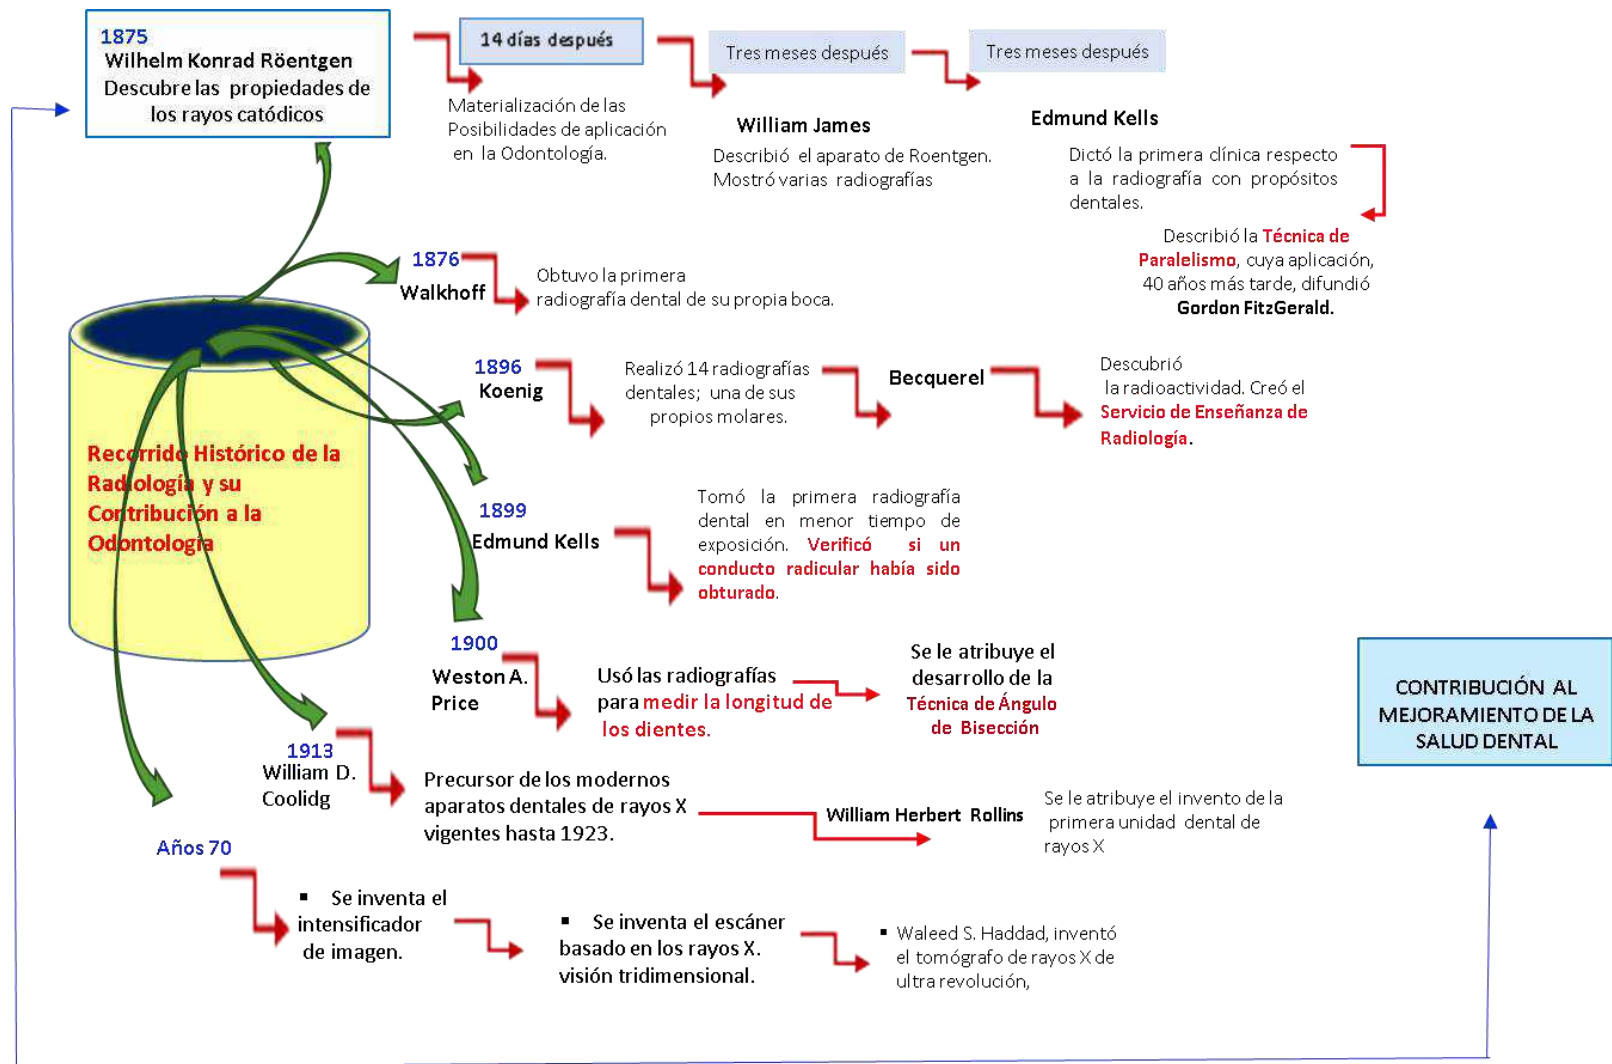 1875
Wilhelm Konrad Röentgen
Descubre las propiedades de
los rayos catódicos
14 días después
Materialización de las
Posibilidades de aplicación
en la Odontología.
Tres meses después
William James
Describió el aparato de Roentgen.
Mostró varias radiografías
Tres meses después
Edmund Kells
Dictó la primera clínica respecto
a la radiografía con propósitos
dentales.
Describió la Técnica de
Paralelismo, cuya aplicación,
40 años más tarde, difundió
Gordon FitzGerald.
1876
Walkhoff
Obtuvo la primera
radiografía dental de su propia boca.
1896
Koenig
Realizó 14 radiografías
dentales; una de sus
propios molares.
Becquerel
Descubrió
la radioactividad. Creó el
Servicio de Enseñanza de
Radiología.
Recorrido Histórico de la
Radiología y su
Contribución a la
Odontología
1899
Edmund Kells
Tomó la primera radiografía
dental en menor tiempo de
exposición. Verificó si un
conducto radicular había sido
obturado.
1900
Weston A.
Price
Usó las radiografías
para medir la longitud de
los dientes.
Se le atribuye el
desarrollo de la
Técnica de Ángulo
de Bisección
CONTRIBUCIÓN AL
MEJORAMIENTO DE LA
SALUD DENTAL
1913
William D.
Coolidg
Precursor de los modernos
aparatos dentales de rayos X
vigentes hasta 1923.
William Herbert Rollins
Se le atribuye el invento de la
primera unidad dental de
rayos X
Años 70
▪ Se inventa el
intensificador
de imagen.
▪ Se inventa el escáner
basado en los rayos X.
visión tridimensional.
▪ Waleed S. Haddad, inventó
el tomógrafo de rayos X de
ultra revolución,